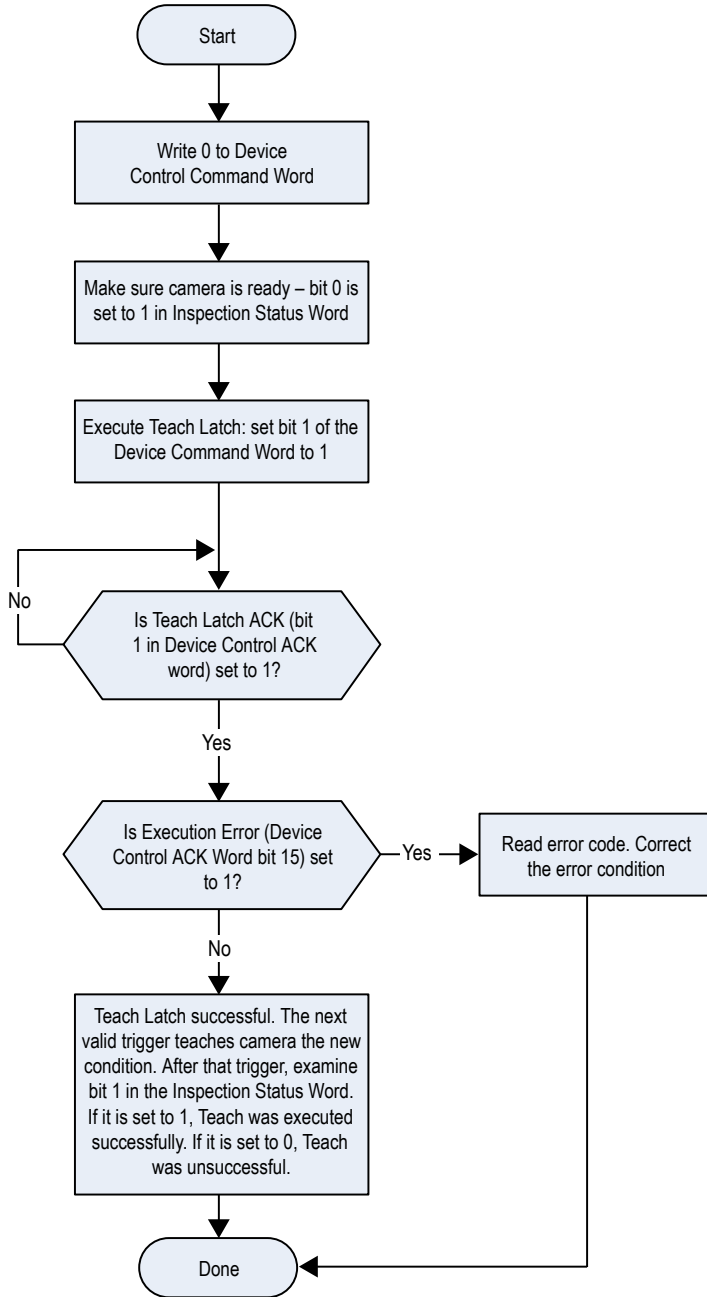 Start
Write 0 to Device
Control Command Word
Make sure camera is ready – bit 0 is
set to 1 in Inspection Status Word
Execute Teach Latch: set bit 1 of the
Device Command Word to 1
No
Is Teach Latch ACK (bit
1 in Device Control ACK
word) set to 1?
Yes
Is Execution Error (Device
Control ACK Word bit 15) set
to 1?
Yes
Read error code. Correct
the error condition
No
Teach Latch successful. The next
valid trigger teaches camera the new
condition. After that trigger, examine
bit 1 in the Inspection Status Word.
If it is set to 1, Teach was executed
successfully. If it is set to 0, Teach
was unsuccessful.
Done